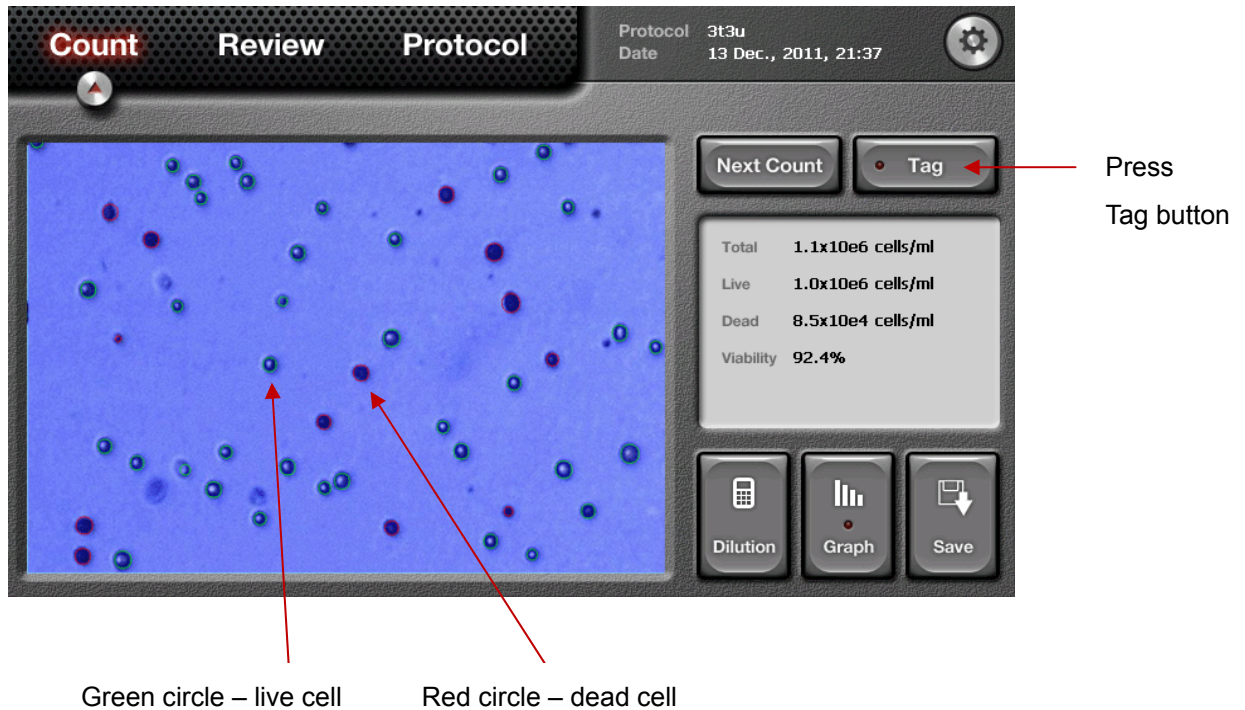 Count Review Protocol
Protocol 3t3u
Date 13 Dec., 2011, 21:37
Next Count
Tag
Press
Tag button
Total 1.1x10e6 cells/ml
Live 1.0x10e6 cells/ml
Dead 8.5x10e4 cells/ml
Viability 92.4%
Dilution
Graph
Save
Green circle – live cell
Red circle – dead cell